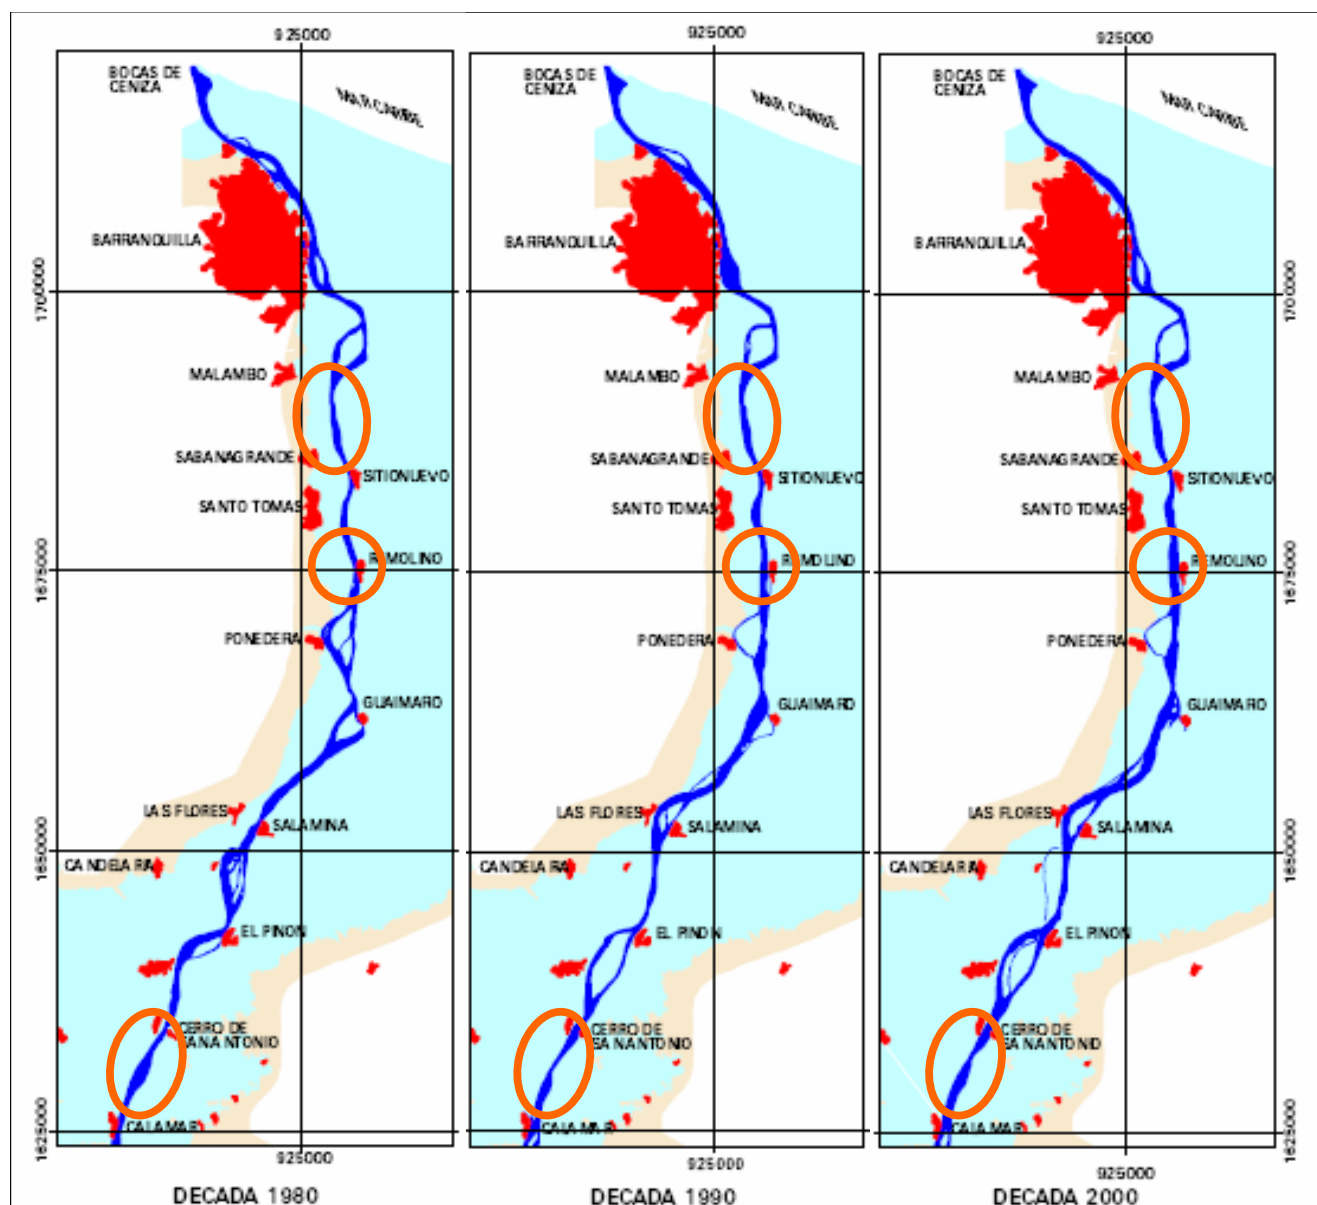 925000
BOCAS DE
CENIZA
MAR CARIBE
BARRANQUILLA
1700000
MALAMBO
SABANAGRANDE
SITIONUEVO
SANTO TOMAS
REMOLINO
1675000
PONEDERA
GUAIMARO
LAS FLORES
SALAMINA
1650000
CANDELARIA
EL PINON
CERRO DE
SAN ANTONIO
CALAMAR
1625000
925000
DECADA 1980
925000
BOCAS DE
CENIZA
MAR CARIBE
BARRANQUILLA
MALAMBO
SABANAGRANDE
SITIONUEVO
SANTO TOMAS
REMOLINO
PONEDERA
GUAIMARO
LAS FLORES
SALAMINA
CANDELARIA
EL PINON
CERRO DE
SAN ANTONIO
CALAMAR
925000
DECADA 1990
925000
BOCAS DE
CENIZA
MAR CARIBE
BARRANQUILLA
1700000
MALAMBO
SABANAGRANDE
SITIONUEVO
SANTO TOMAS
REMOLINO
1675000
PONEDERA
GUAIMARO
LAS FLORES
SALAMINA
1650000
CANDELARIA
EL PINON
CERRO DE
SAN ANTONIO
CALAMAR
1625000
925000
DECADA 2000